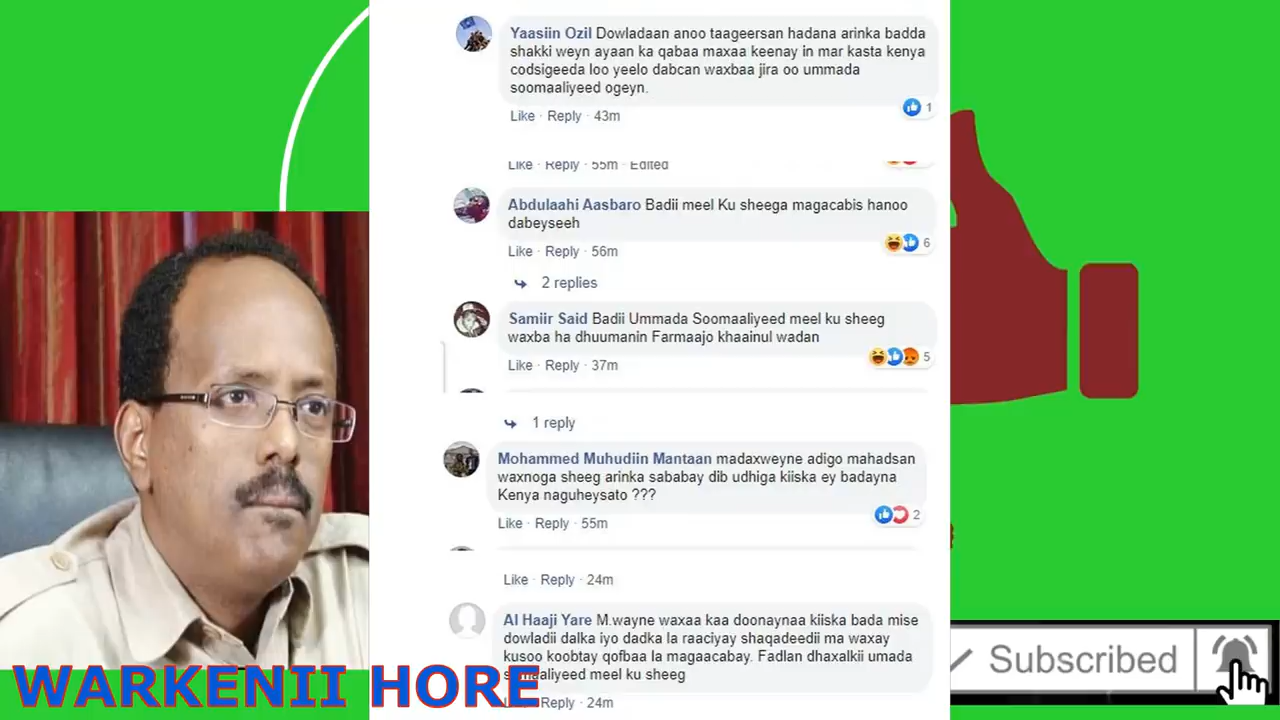 Yaasiin Ozil Dowladaan anoo taageersan hadana arinka badda
shakki weyn ayaan ka qabaa maxaa keenay in mar kasta kenya
codsigeeda loo yeelo dabcan waxbaa jira oo ummada
soomaaliyeed ogeyn.
1
Like · Reply · 43m
Like · Reply · 55m · Edited
Abdulaahi Aasbaro Badii meel Ku sheega magacabis hanoo
dabeyseeh
6
Like · Reply · 56m
2 replies
Samiir Said Badii Ummada Soomaaliyeed meel ku sheeg
waxba ha dhuumanin Farmaajo khaainul wadan
5
Like · Reply · 37m
1 reply
Mohammed Muhudiin Mantaan madaxweyne adigo mahadsan
waxnoga sheeg arinka sababay dib udhiga kiiska ey badayna
Kenya naguheysato ???
2
Like · Reply · 55m
Like · Reply · 24m
Al Haaji Yare M.wayne waxaa kaa doonaynaa kiiska bada mise
dowladii dalka iyo dadka la raaciyay shaqadeedii ma waxay
kusoo koobtay qofbaa la magaacabay. Fadlan dhaxalkii umada
somaaliyeed meel ku sheeg
Reply · 24m
WARKENII HORE
Subscribed